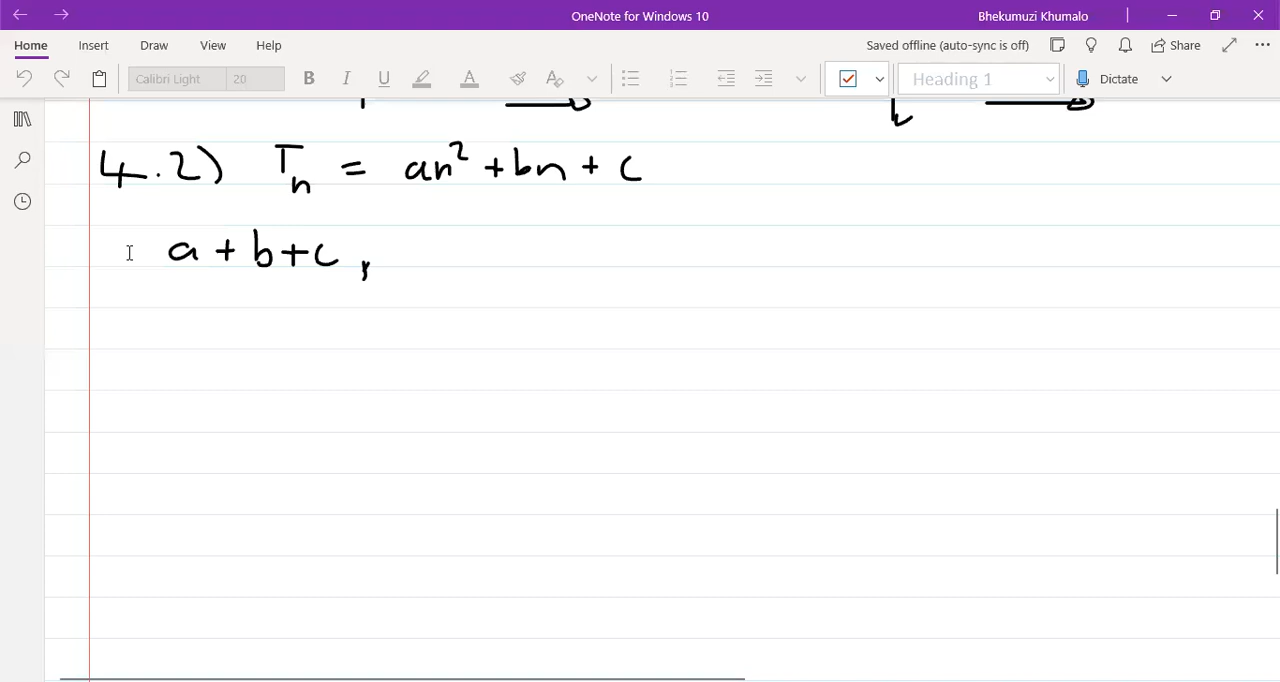 OneNote for Windows 10
Bhekumuzi Khumalo
Home Insert Draw View Help
Saved offline (auto-sync is off)
Share
Calibri Light 20 B I U A
Heading 1
Dictate
4.2) Tₙ = an² + bn + c
a + b + c ,